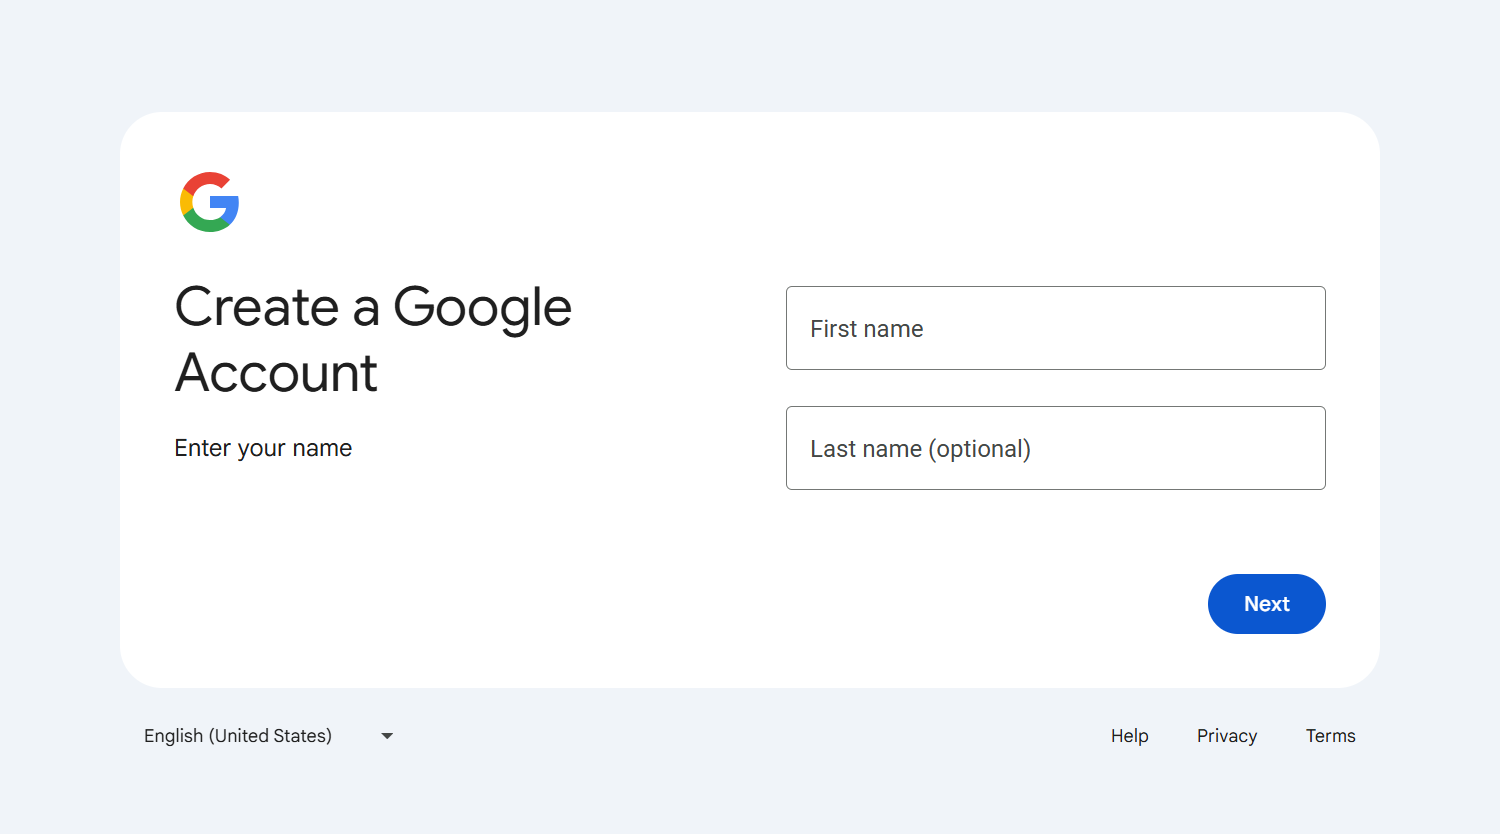 Create a Google
Account
Enter your name
First name
Last name (optional)
Next
English (United States)
Help
Privacy
Terms